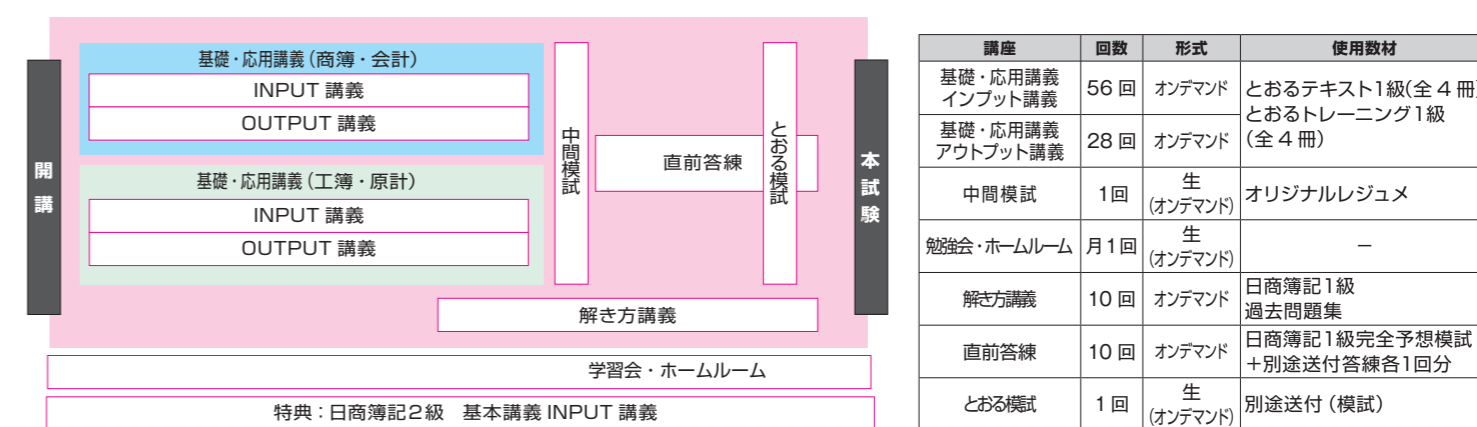 基礎・応用講義（商簿・会計）
INPUT 講義
OUTPUT 講義
基礎・応用講義（工簿・原計）
INPUT 講義
OUTPUT 講義
開講
中間模試
直前答練
とおる模試
本試験
解き方講義
学習会・ホームルーム
特典：日商簿記２級　基本講義 INPUT 講義
講座 回数 形式 使用数材
基礎・応用講義
インプット講義
56 回 オンデマンド
とおるテキスト1級（全 4 冊）
とおるトレーニング1級
（全 4 冊）
基礎・応用講義
アウトプット講義
28 回 オンデマンド
中間模試 1回
生
（オンデマンド）
オリジナルレジュメ
勉強会・ホームルーム 月1回
生
（オンデマンド）
－
解き方講義 10 回 オンデマンド
日商簿記1級
過去問題集
直前答練 10 回 オンデマンド
日商簿記1級完全予想模試
＋別途送付答練各1回分
とおる模試 1 回
生
（オンデマンド）
別途送付（模試）